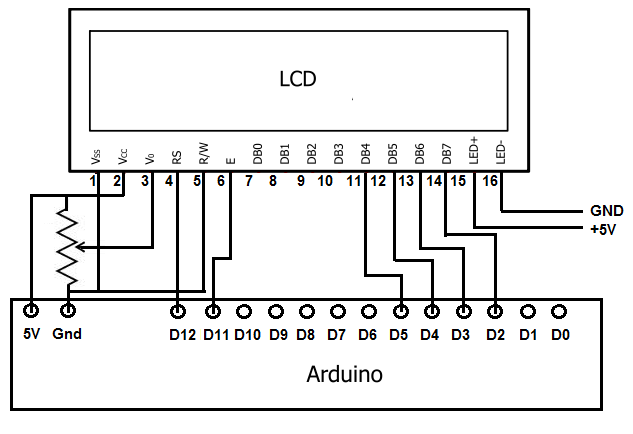 LCD
Vss Vcc Vo RS R/W E DB0 DB1 DB2 DB3 DB4 DB5 DB6 DB7 LED+ LED-
1 2 3 4 5 6 7 8 9 10 11 12 13 14 15 16
GND
+5V
5V Gnd D12 D11 D10 D9 D8 D7 D6 D5 D4 D3 D2 D1 D0
Arduino